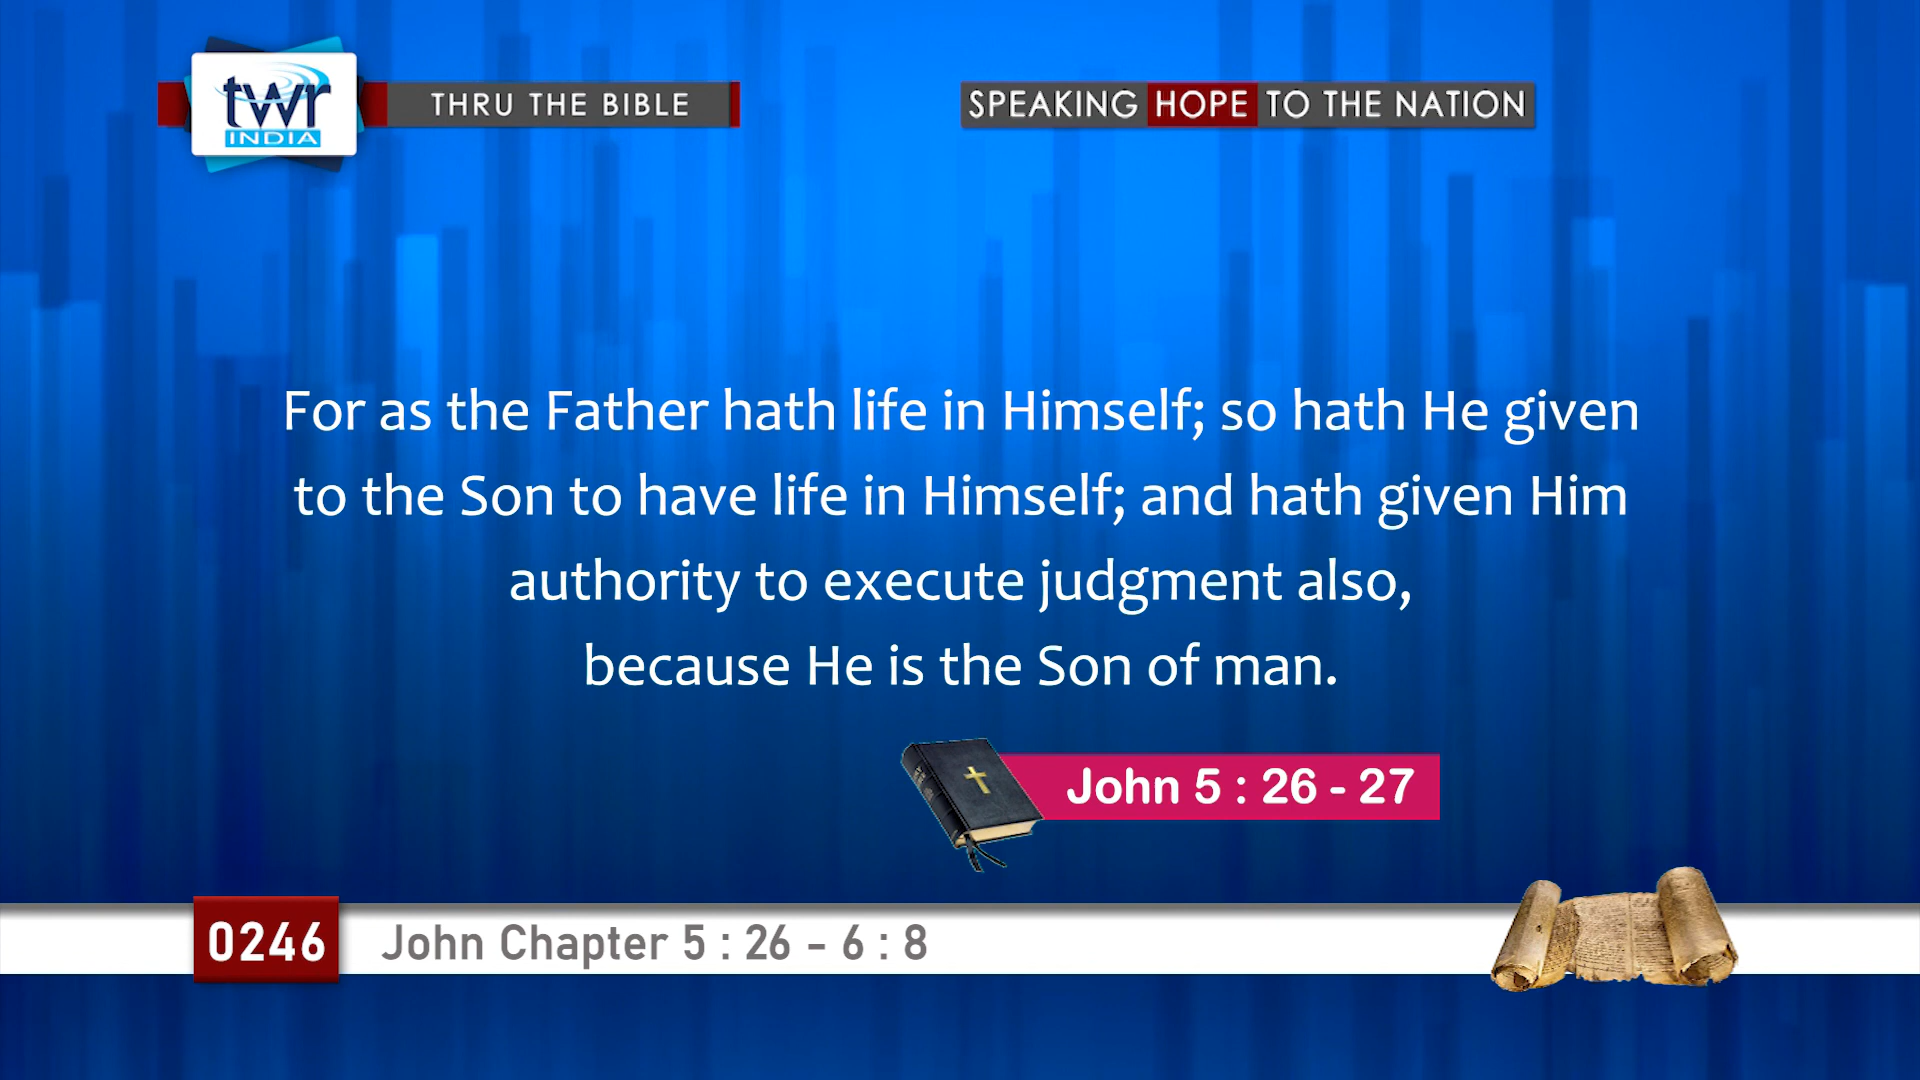 twr
INDIA
THRU THE BIBLE
SPEAKING HOPE TO THE NATION
For as the Father hath life in Himself; so hath He given
to the Son to have life in Himself; and hath given Him
authority to execute judgment also,
because He is the Son of man.
John 5 : 26 - 27
0246
John Chapter 5 : 26 – 6 : 8